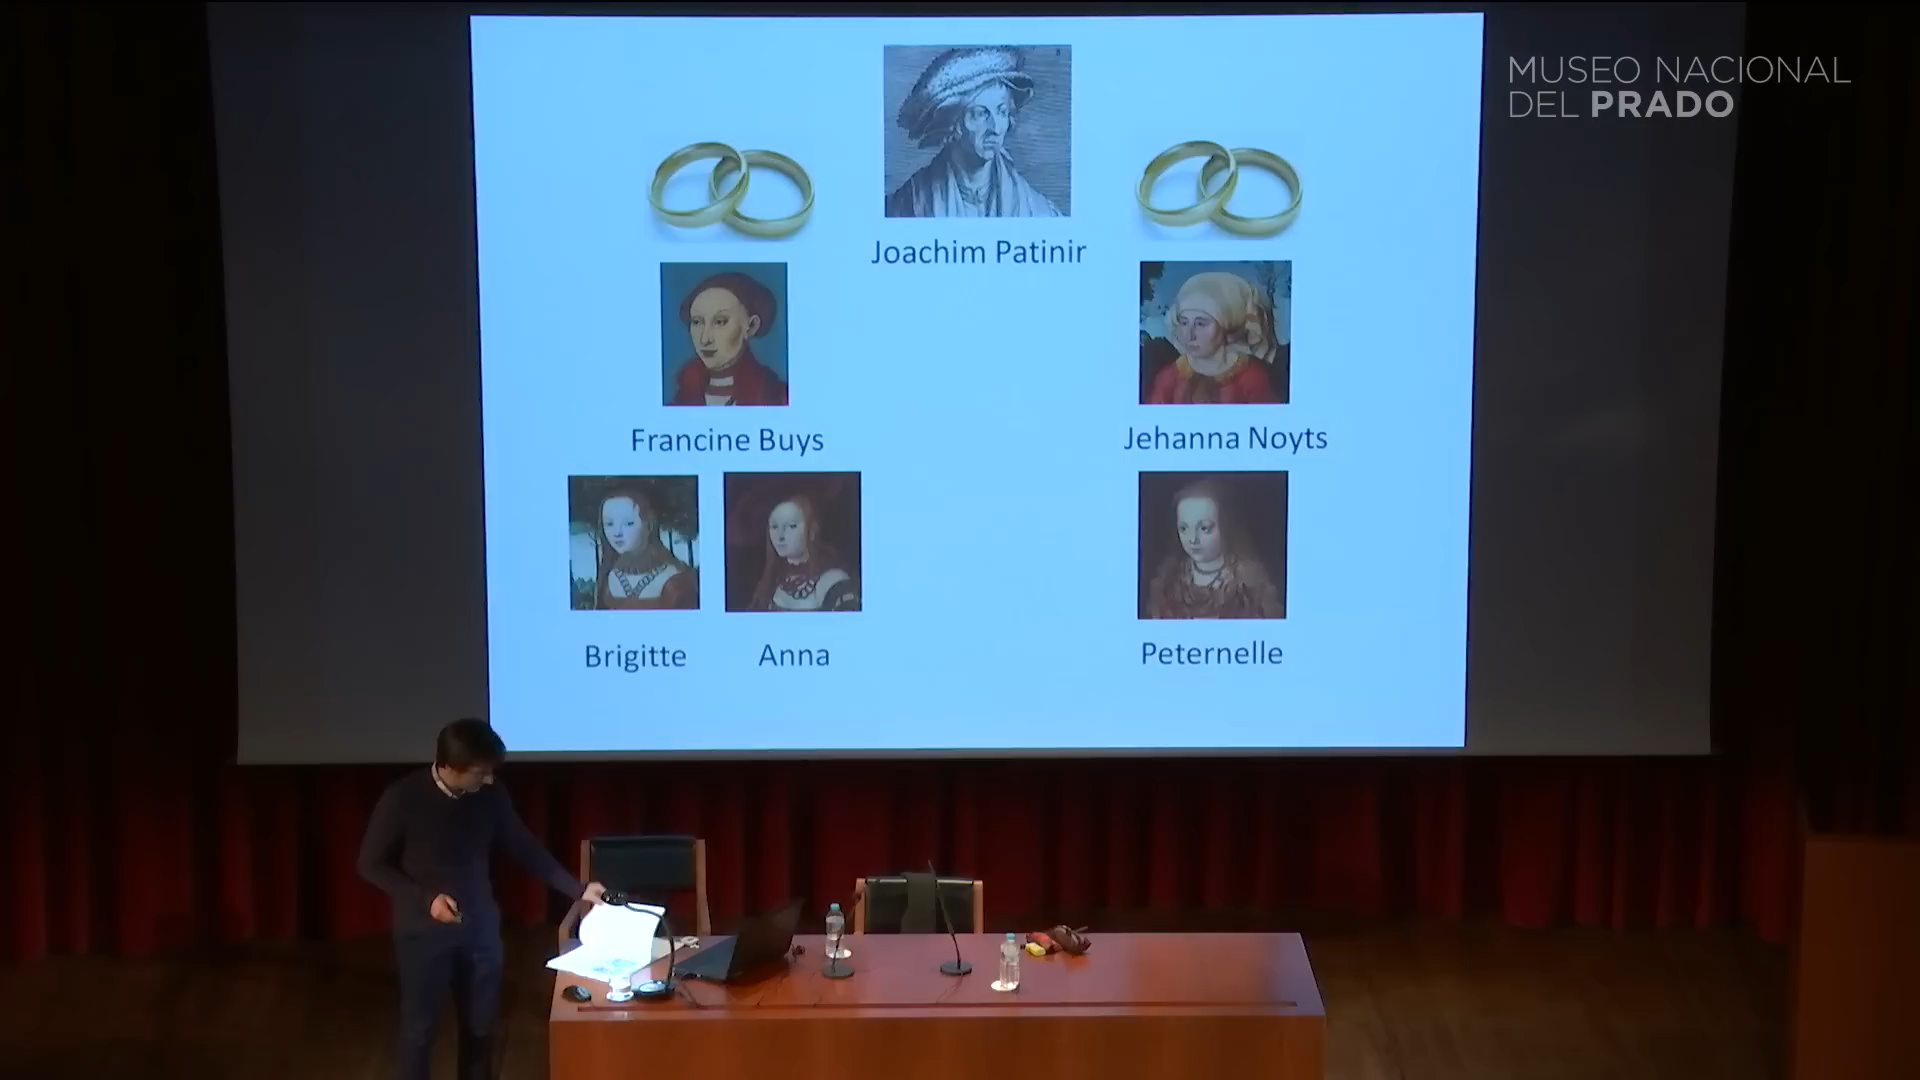 MUSEO NACIONAL
DEL PRADO
Joachim Patinir
Francine Buys
Jehanna Noyts
Brigitte
Anna
Peternelle